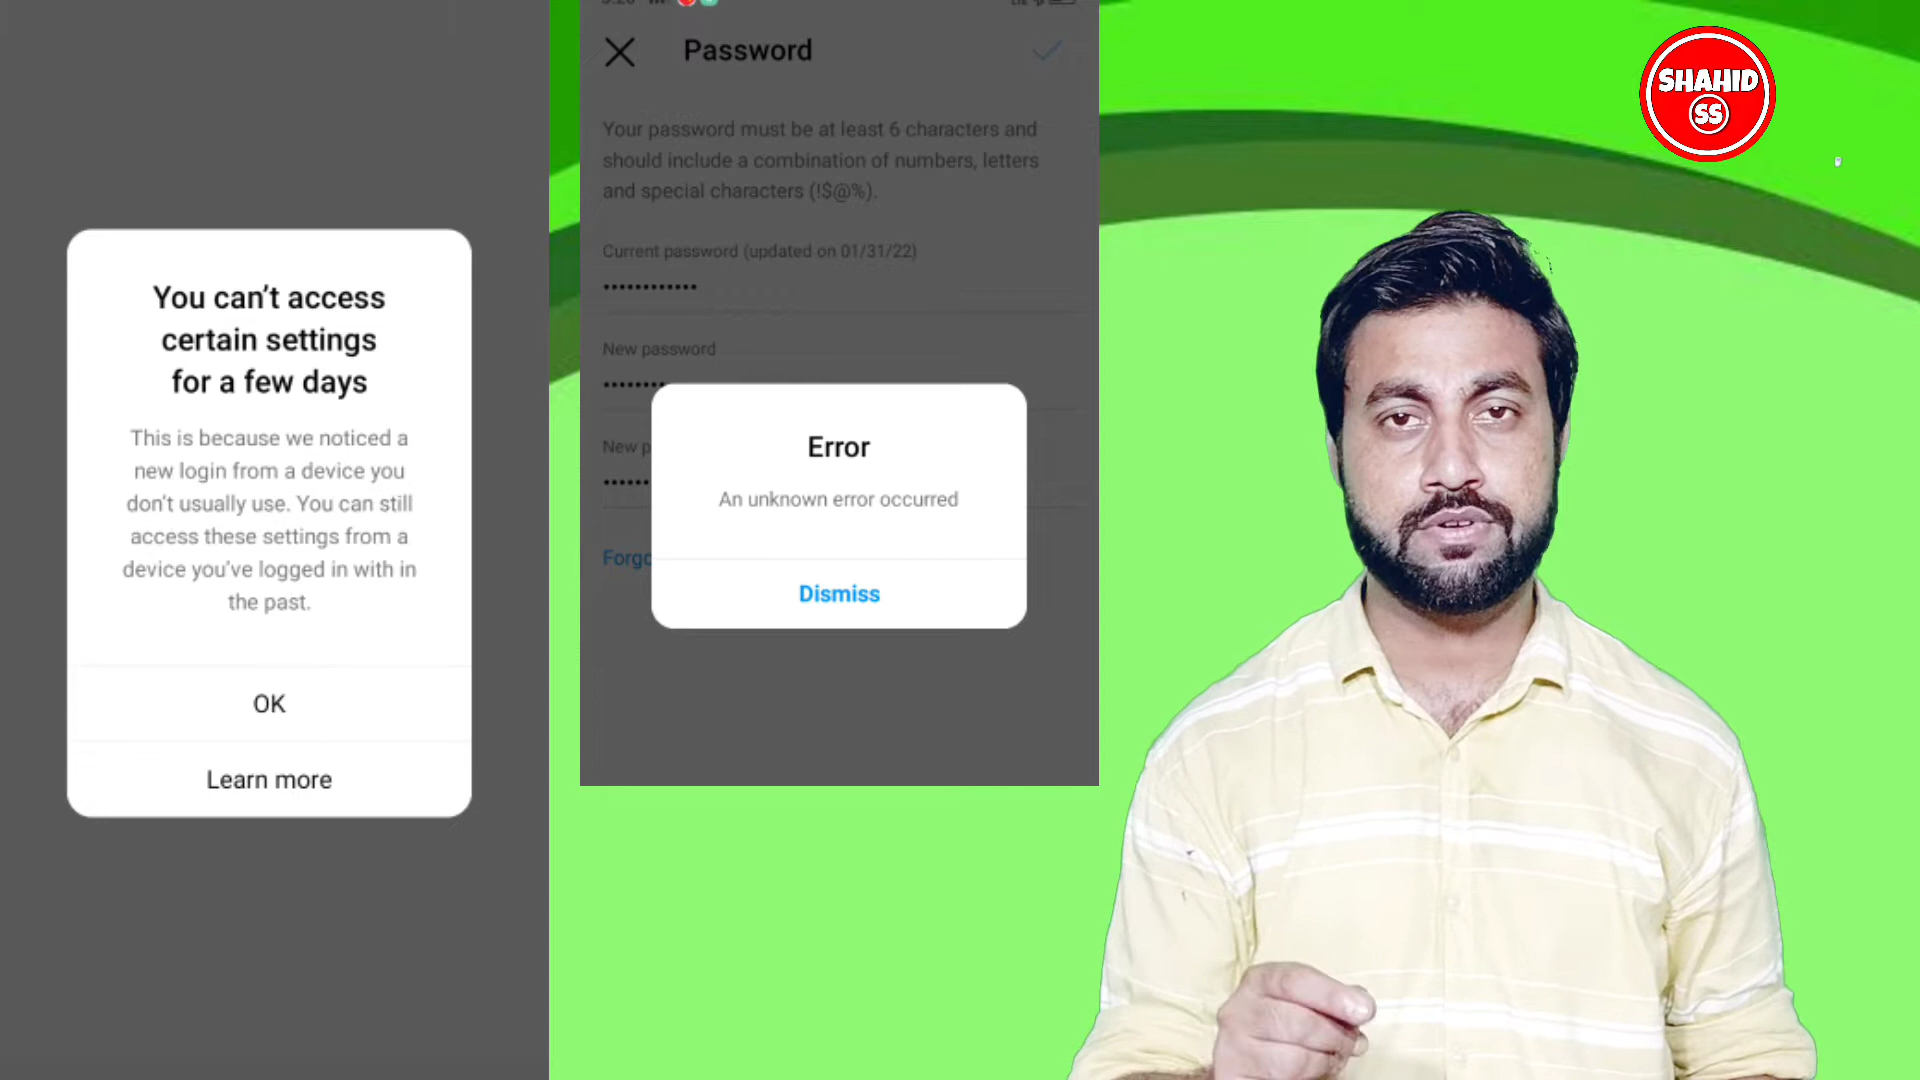 You can't access
certain settings
for a few days
This is because we noticed a
new login from a device you
don't usually use. You can still
access these settings from a
device you've logged in with in
the past.
OK
Learn more
Password
Your password must be at least 6 characters and
should include a combination of numbers, letters
and special characters (!$@%).
Current password (updated on 01/31/22)
••••••••••••
New password
New p
Error
An unknown error occurred
Forgo
Dismiss
SHAHID
SS